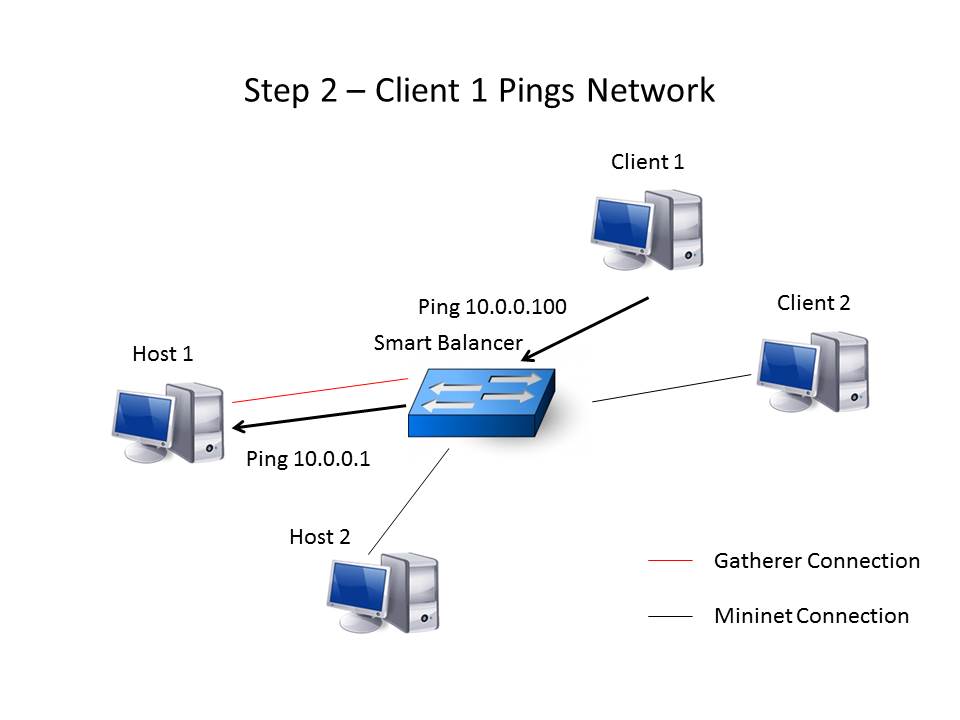 Step 2 – Client 1 Pings Network
Client 1
Ping 10.0.0.100
Client 2
Smart Balancer
Host 1
Ping 10.0.0.1
Host 2
Gatherer Connection
Mininet Connection